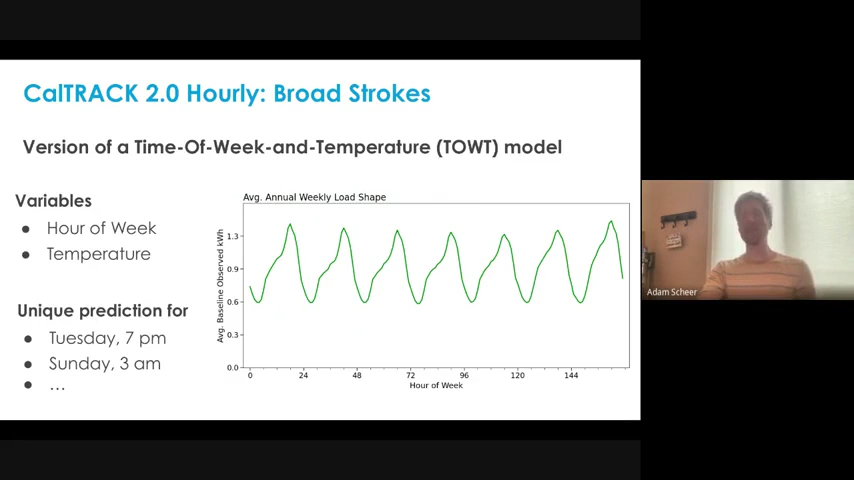 CalTRACK 2.0 Hourly: Broad Strokes
Version of a Time-Of-Week-and-Temperature (TOWT) model
Variables
● Hour of Week
● Temperature
Unique prediction for
● Tuesday, 7 pm
● Sunday, 3 am
● ...
Avg. Annual Weekly Load Shape
Avg. Baseline Observed kWh
1.3
0.9
0.6
0.3
0.0
0 24 48 72 96 120 144
Hour of Week
Adam Scheer